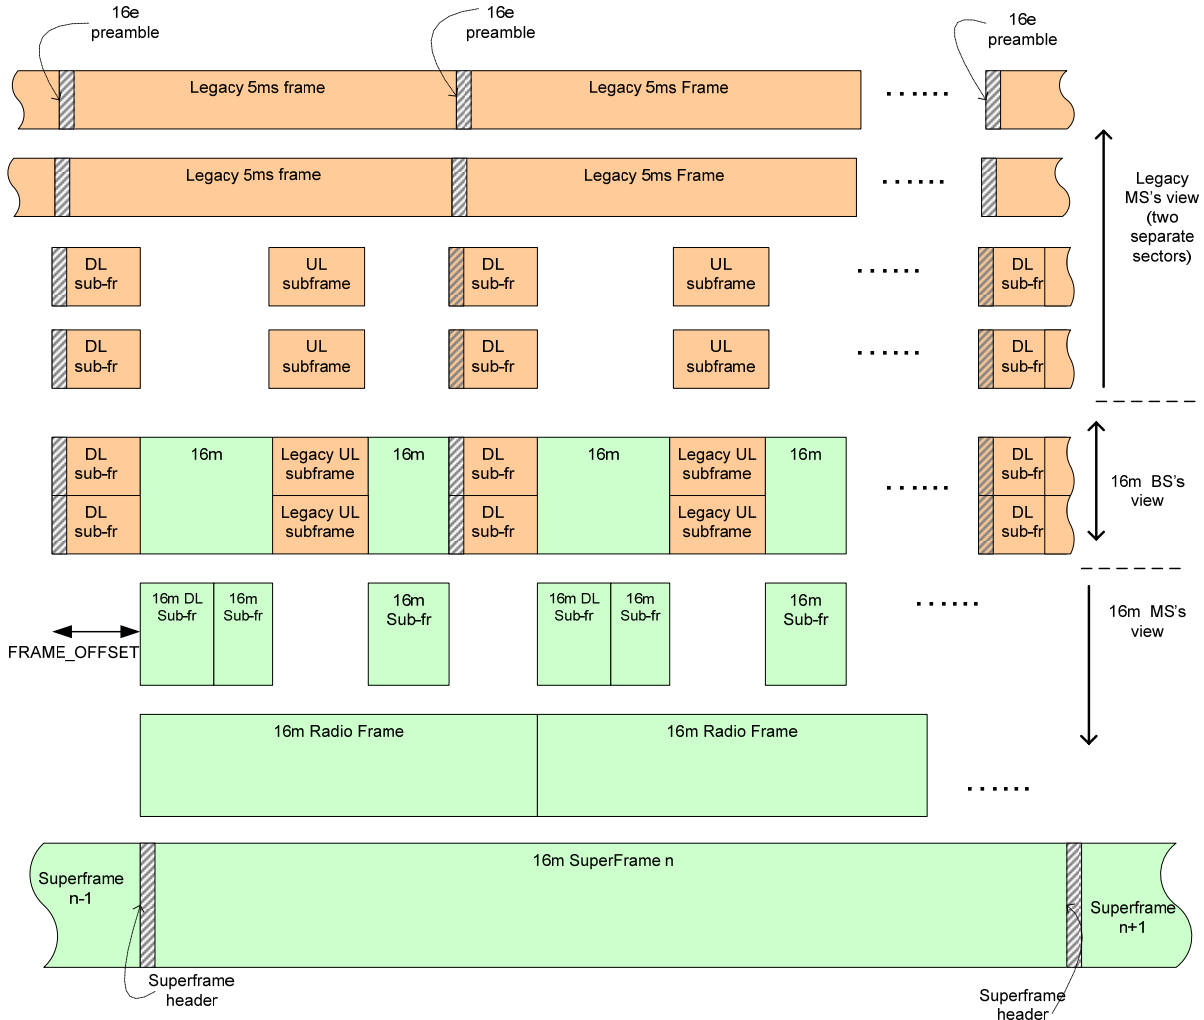 16e
preamble
16e
preamble
16e
preamble
Legacy 5ms frame
Legacy 5ms Frame
Legacy 5ms frame
Legacy 5ms Frame
Legacy
MS's view
(two
separate
sectors)
DL
sub-fr
UL
subframe
DL
sub-fr
UL
subframe
DL
sub-fr
DL
sub-fr
UL
subframe
DL
sub-fr
UL
subframe
DL
sub-fr
DL
sub-fr
16m
Legacy UL
subframe
16m
DL
sub-fr
16m
Legacy UL
subframe
16m
DL
sub-fr
16m BS's
view
DL
sub-fr
Legacy UL
subframe
DL
sub-fr
Legacy UL
subframe
DL
sub-fr
16m DL
Sub-fr
16m
Sub-fr
16m
Sub-fr
16m DL
Sub-fr
16m
Sub-fr
16m
Sub-fr
16m MS's
view
FRAME_OFFSET
16m Radio Frame
16m Radio Frame
16m SuperFrame n
Superframe
n-1
Superframe
n+1
Superframe
header
Superframe
header